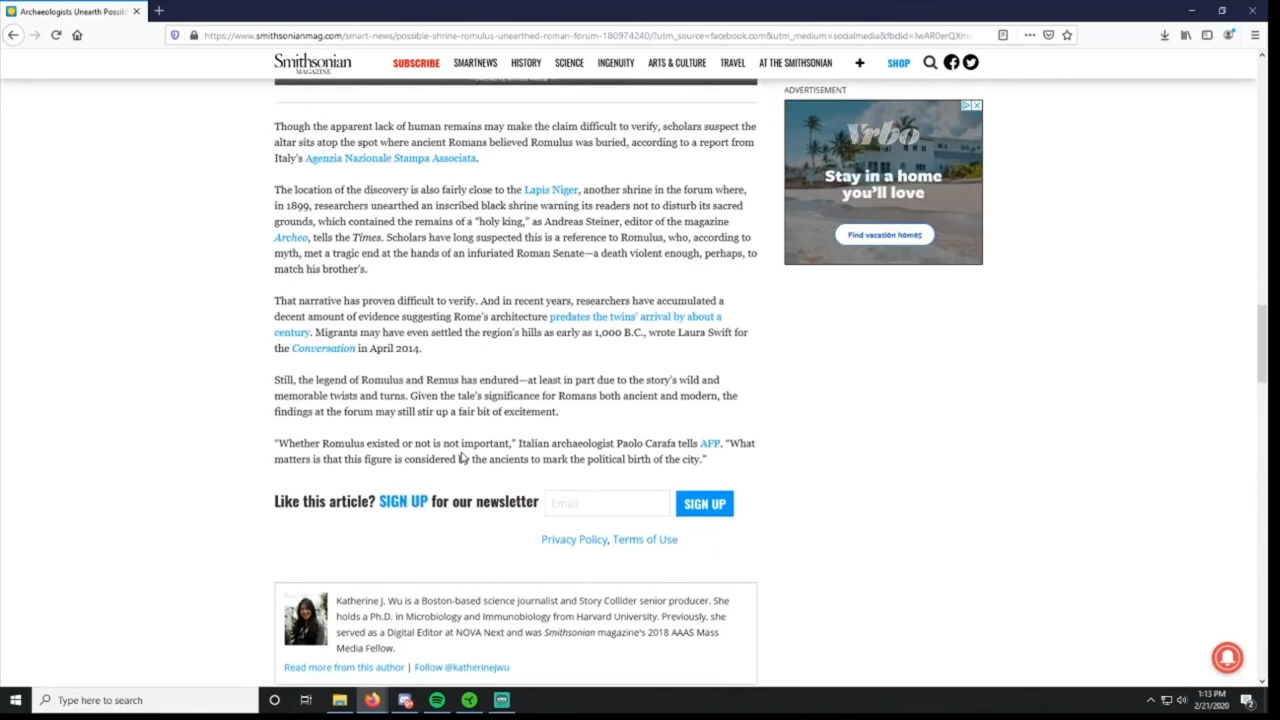 Archaeologists Unearth Possib
https://www.smithsonianmag.com/smart-news/possible-shrine-romulus-unearthed-roman-forum-180974240/?utm_source=facebook.com&utm_medium=socialmedia&fbclid=IwAR0erQXm
Smithsonian
MAGAZINE
SUBSCRIBE SMARTNEWS HISTORY SCIENCE INGENUITY ARTS & CULTURE TRAVEL AT THE SMITHSONIAN + SHOP
ADVERTISEMENT
Though the apparent lack of human remains may make the claim difficult to verify, scholars suspect the
altar sits atop the spot where ancient Romans believed Romulus was buried, according to a report from
Italy's Agenzia Nazionale Stampa Associata.
The location of the discovery is also fairly close to the Lapis Niger, another shrine in the forum where,
in 1899, researchers unearthed an inscribed black shrine warning its readers not to disturb its sacred
grounds, which contained the remains of a “holy king,” as Andreas Steiner, editor of the magazine
Archeo, tells the Times. Scholars have long suspected this is a reference to Romulus, who, according to
myth, met a tragic end at the hands of an infuriated Roman Senate—a death violent enough, perhaps, to
match his brother's.
That narrative has proven difficult to verify. And in recent years, researchers have accumulated a
decent amount of evidence suggesting Rome's architecture predates the twins' arrival by about a
century. Migrants may have even settled the region's hills as early as 1,000 B.C., wrote Laura Swift for
the Conversation in April 2014.
Still, the legend of Romulus and Remus has endured—at least in part due to the story's wild and
memorable twists and turns. Given the tale's significance for Romans both ancient and modern, the
findings at the forum may still stir up a fair bit of excitement.
“Whether Romulus existed or not is not important,” Italian archaeologist Paolo Carafa tells AFP. “What
matters is that this figure is considered by the ancients to mark the political birth of the city.”
Like this article? SIGN UP for our newsletter Email SIGN UP
Privacy Policy, Terms of Use
Katherine J. Wu is a Boston-based science journalist and Story Collider senior producer. She
holds a Ph.D. in Microbiology and Immunobiology from Harvard University. Previously, she
served as a Digital Editor at NOVA Next and was Smithsonian magazine's 2018 AAAS Mass
Media Fellow.
Read more from this author | Follow @katherinejwu
Vrbo
Stay in a home
you'll love
Find vacation homes
Type here to search
1:13 PM
2/21/2020